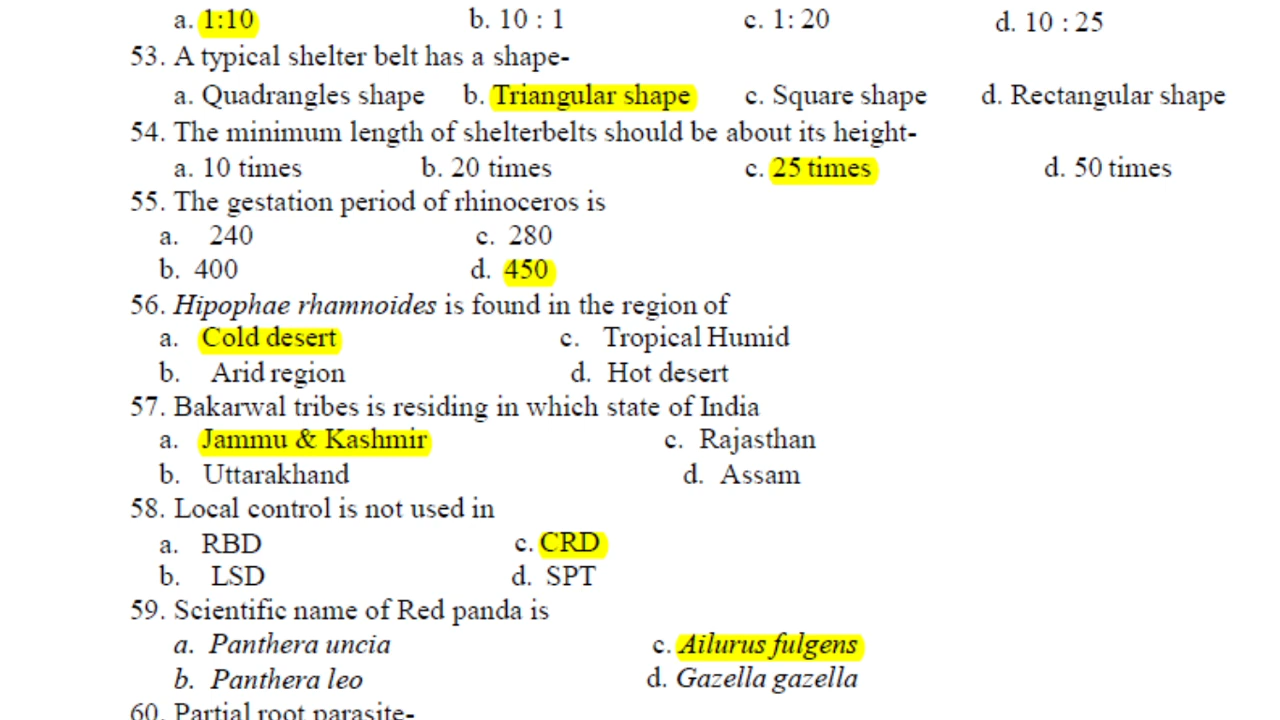 a. 1:10 b. 10 : 1 c. 1: 20 d. 10 : 25
53. A typical shelter belt has a shape-
a. Quadrangles shape b. Triangular shape c. Square shape d. Rectangular shape
54. The minimum length of shelterbelts should be about its height-
a. 10 times b. 20 times c. 25 times d. 50 times
55. The gestation period of rhinoceros is
a. 240 c. 280
b. 400 d. 450
56. Hipophae rhamnoides is found in the region of
a. Cold desert c. Tropical Humid
b. Arid region d. Hot desert
57. Bakarwal tribes is residing in which state of India
a. Jammu & Kashmir c. Rajasthan
b. Uttarakhand d. Assam
58. Local control is not used in
a. RBD c. CRD
b. LSD d. SPT
59. Scientific name of Red panda is
a. Panthera uncia c. Ailurus fulgens
b. Panthera leo d. Gazella gazella
60. Partial root parasite-